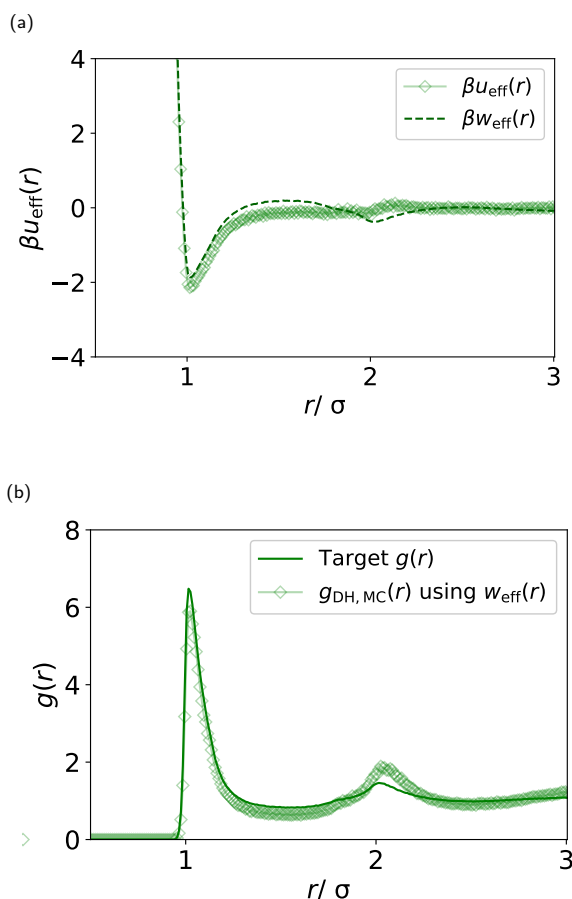 (a)
4
2
0
−2
−4
βu_eff(r)
βu_eff(r)
βw_eff(r)
1 2 3
r/ σ
(b)
8
6
4
2
0
g(r)
Target g(r)
g_DH, MC(r) using w_eff(r)
1 2 3
r/ σ